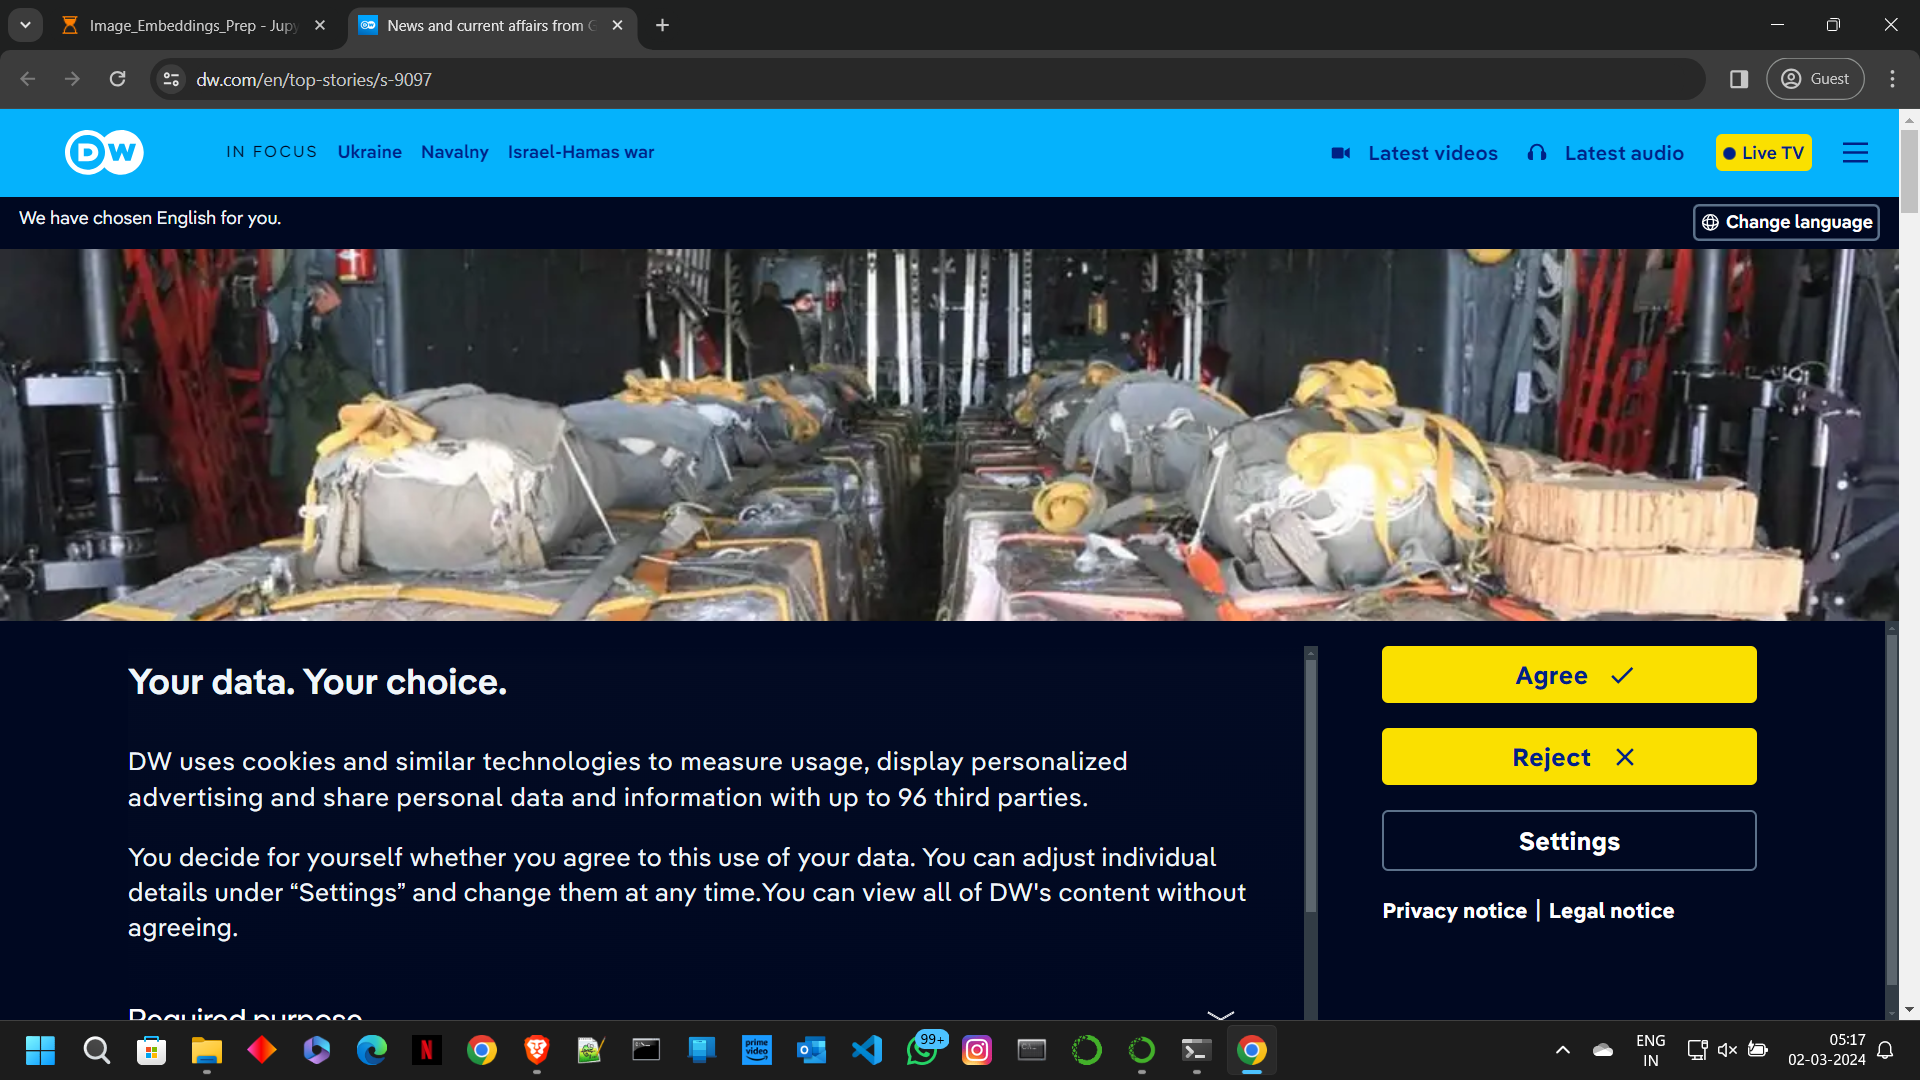 Image_Embeddings_Prep - Jupy
News and current affairs from G
dw.com/en/top-stories/s-9097
Guest
DW
IN FOCUS
Ukraine
Navalny
Israel-Hamas war
Latest videos
Latest audio
Live TV
We have chosen English for you.
Change language
Your data. Your choice.
DW uses cookies and similar technologies to measure usage, display personalized
advertising and share personal data and information with up to 96 third parties.
You decide for yourself whether you agree to this use of your data. You can adjust individual
details under “Settings” and change them at any time.You can view all of DW's content without
agreeing.
Required purpose
Agree
Reject
Settings
Privacy notice | Legal notice
N
prime
video
99+
ENG
IN
05:17
02-03-2024